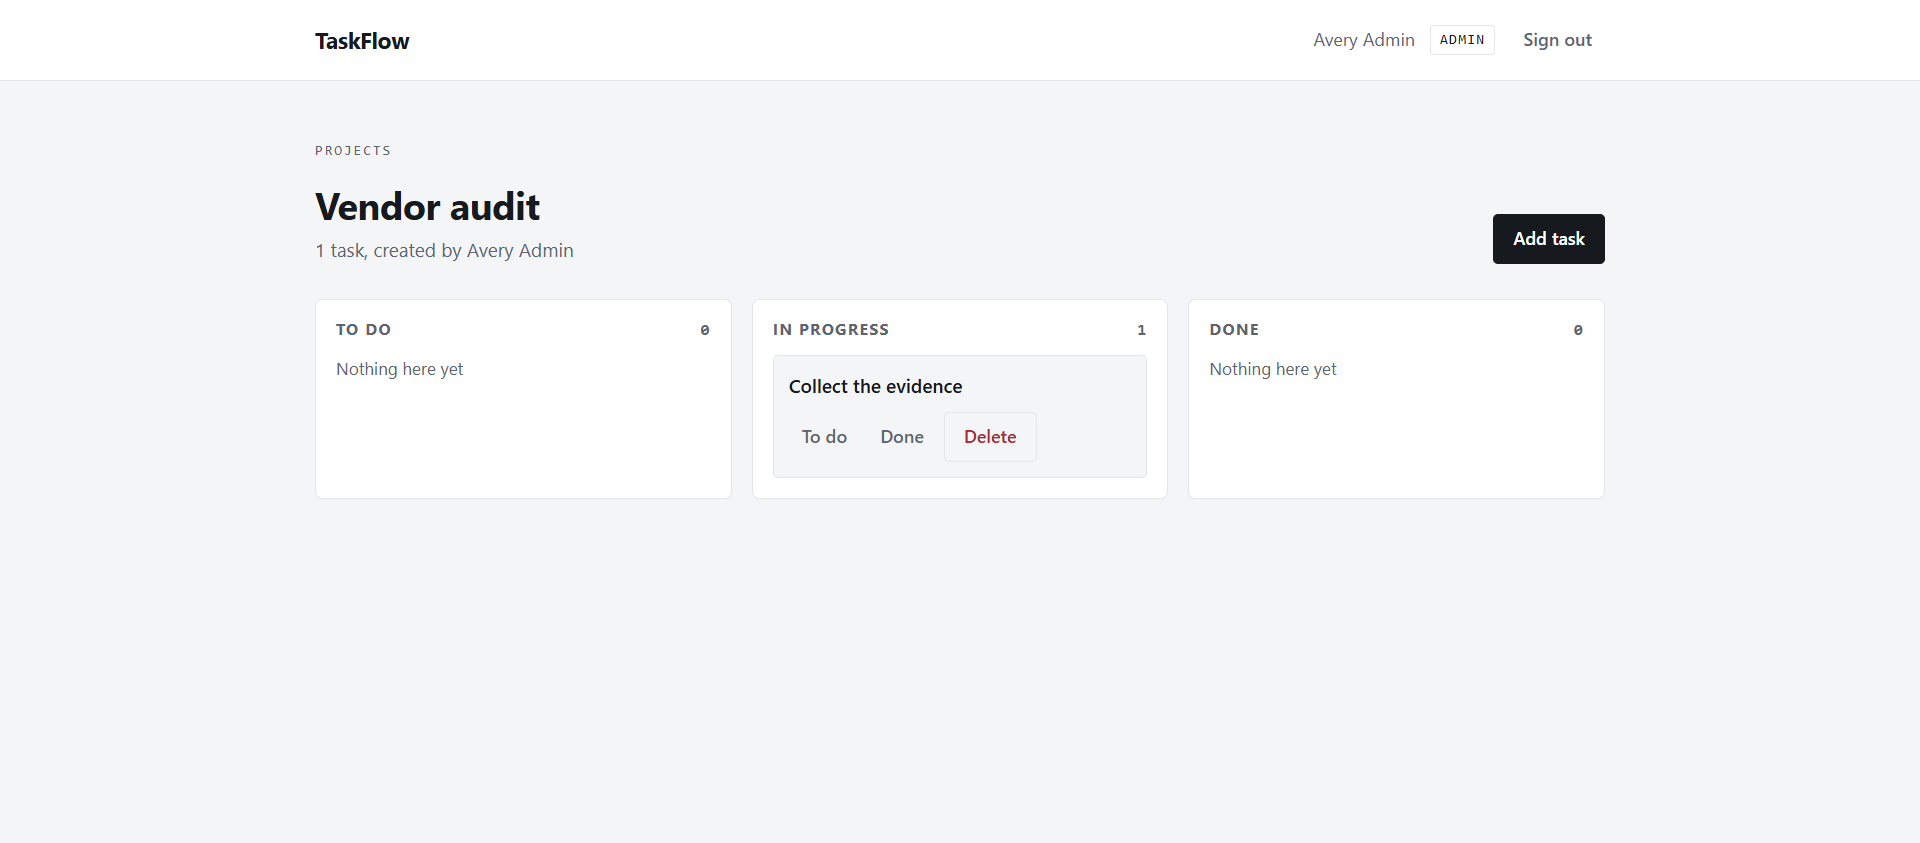 TaskFlow
Avery Admin ADMIN Sign out
PROJECTS
Vendor audit
1 task, created by Avery Admin
Add task
TO DO 0
Nothing here yet
IN PROGRESS 1
Collect the evidence
To do Done Delete
DONE 0
Nothing here yet